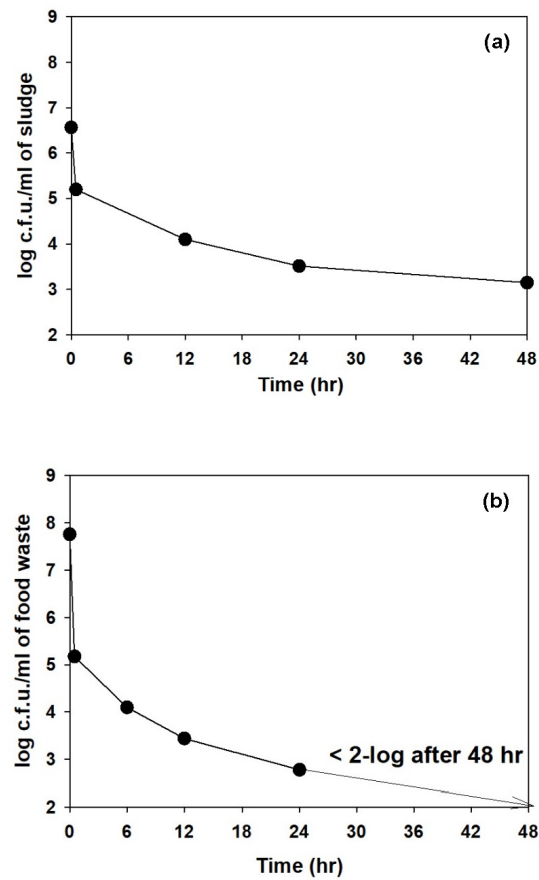 (a)
log c.f.u./ml of sludge
9
8
7
6
5
4
3
2
0 6 12 18 24 30 36 42 48
Time (hr)
(b)
log c.f.u./ml of food waste
9
8
7
6
5
4
3
2
< 2-log after 48 hr
0 6 12 18 24 30 36 42 48
Time (hr)